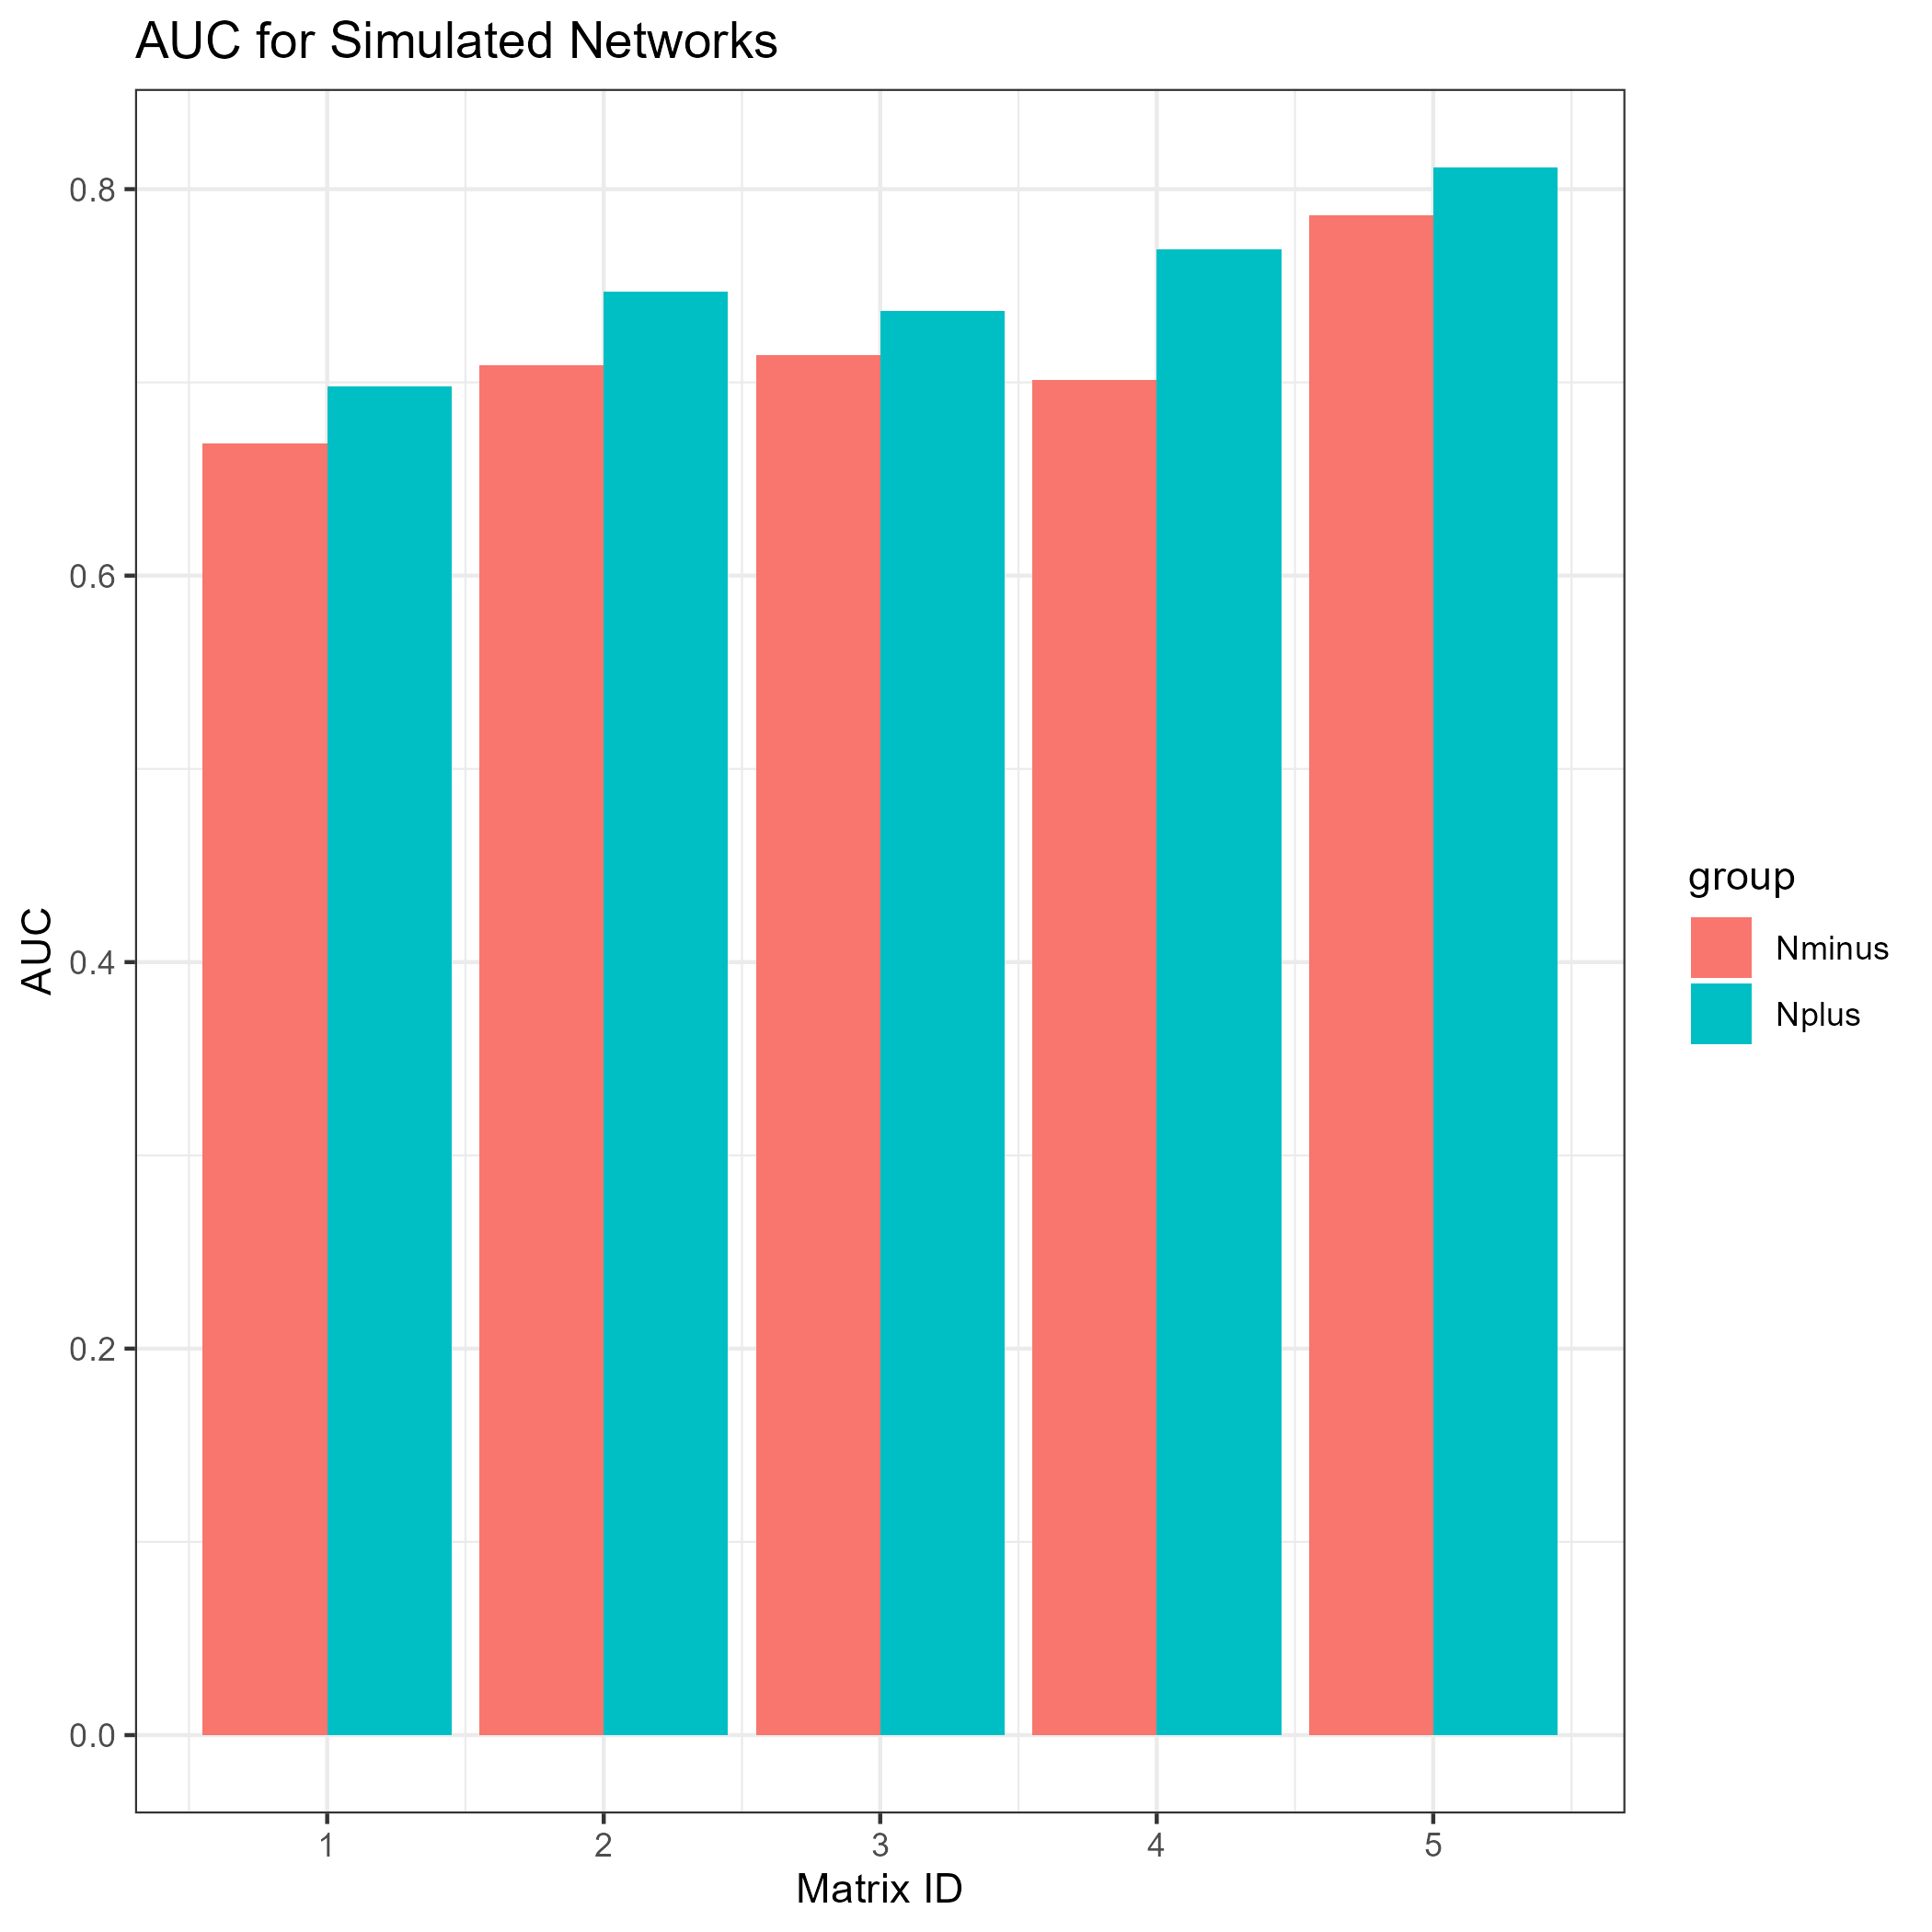 AUC for Simulated Networks
0.8
0.6
0.4
0.2
0.0
AUC
1 2 3 4 5
Matrix ID
group
Nminus
Nplus